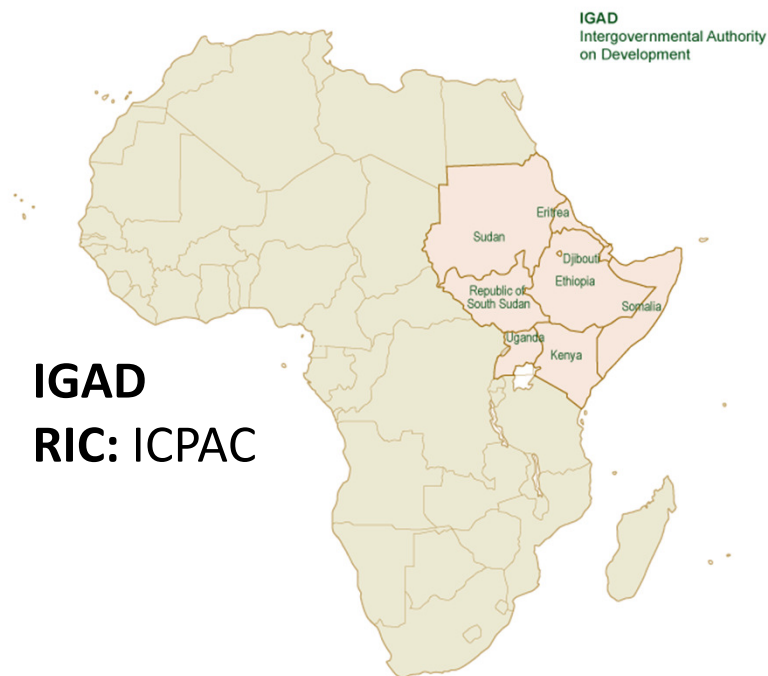 IGAD
Intergovernmental Authority
on Development
Eritrea
Sudan
Djibouti
Ethiopia
Republic of
South Sudan
Somalia
Uganda
Kenya
IGAD
RIC: ICPAC